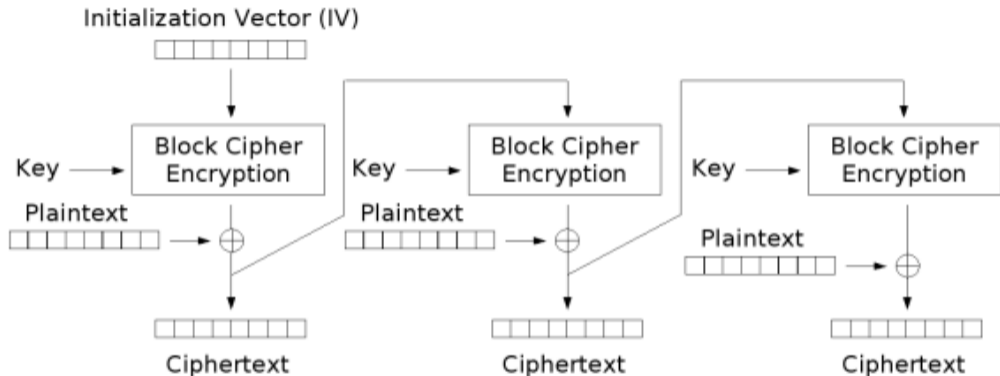 Initialization Vector (IV)
Key
Block Cipher
Encryption
Plaintext
Ciphertext
Key
Block Cipher
Encryption
Plaintext
Ciphertext
Key
Block Cipher
Encryption
Plaintext
Ciphertext